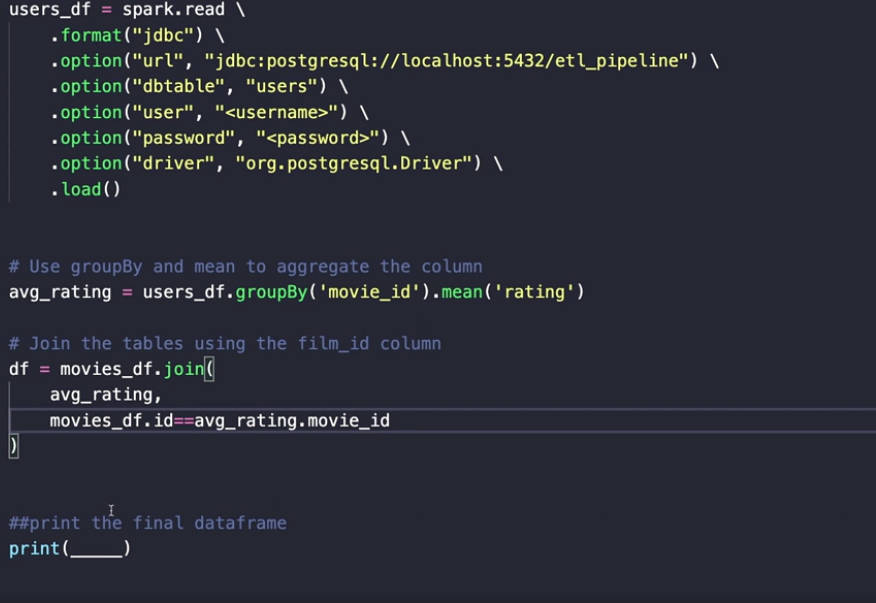 users_df = spark.read \
    .format("jdbc") \
    .option("url", "jdbc:postgresql://localhost:5432/etl_pipeline") \
    .option("dbtable", "users") \
    .option("user", "<username>") \
    .option("password", "<password>") \
    .option("driver", "org.postgresql.Driver") \
    .load()
# Use groupBy and mean to aggregate the column
avg_rating = users_df.groupBy('movie_id').mean('rating')
# Join the tables using the film_id column
df = movies_df.join(
    avg_rating,
    movies_df.id==avg_rating.movie_id
)
##print the final dataframe
print(_____)